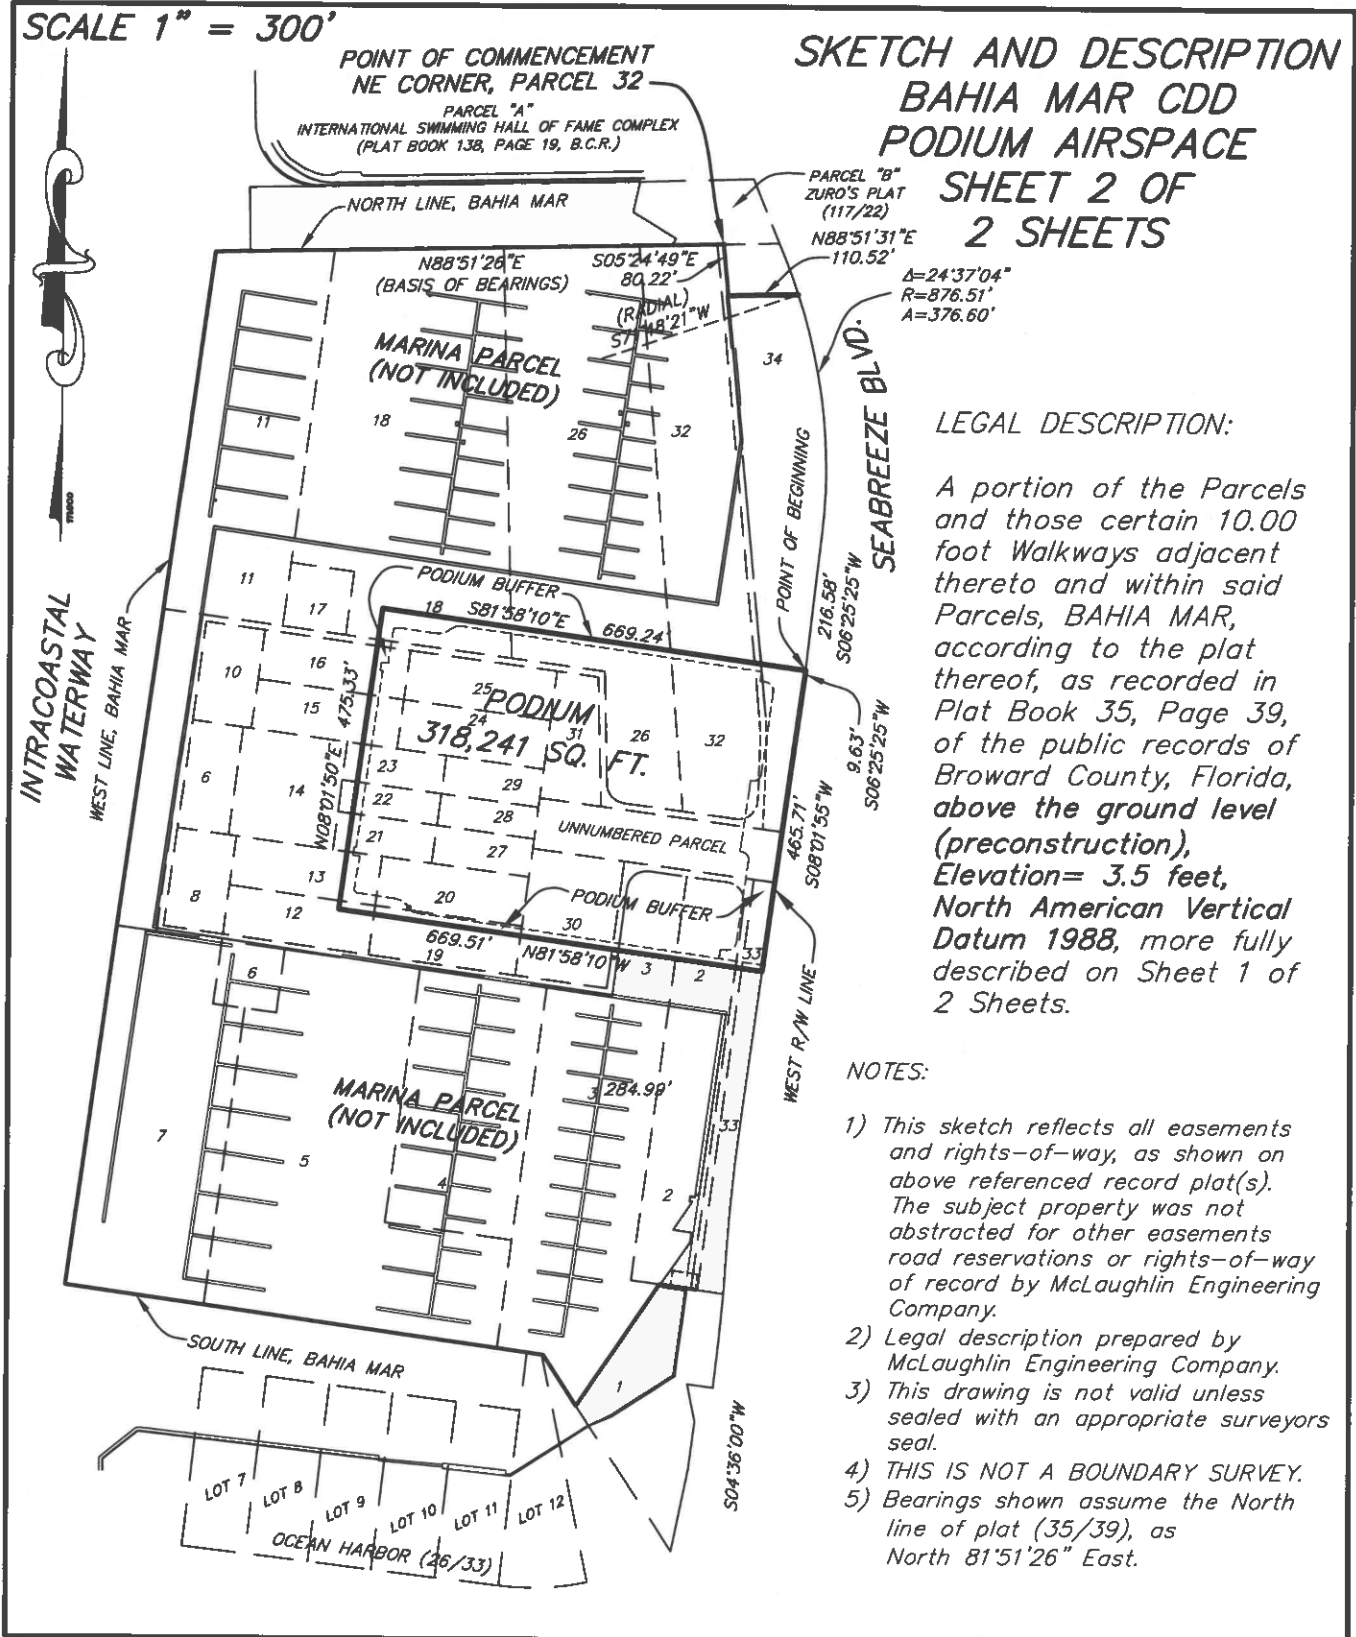 SCALE 1" = 300'
POINT OF COMMENCEMENT
NE CORNER, PARCEL 32
PARCEL "A"
INTERNATIONAL SWIMMING HALL OF FAME COMPLEX
(PLAT BOOK 138, PAGE 19, B.C.R.)
SKETCH AND DESCRIPTION
BAHIA MAR CDD
PODIUM AIRSPACE
SHEET 2 OF
2 SHEETS
PARCEL "B"
ZURO'S PLAT
(117/22)
NORTH LINE, BAHIA MAR
N88°51'31"E
110.52'
N88°51'26"E
(BASIS OF BEARINGS)
S05°24'49"E
80.22'
(RADIAL)
Δ=24°37'04"
R=876.51'
A=376.60'
MARINA PARCEL
(NOT INCLUDED)
11
18
26
32
34
SEABREEZE BLVD.
POINT OF BEGINNING
216.58'
S06°25'25"W
INTRACOASTAL
WATERWAY
WEST LINE, BAHIA MAR
PODIUM BUFFER
18
S81°58'10"E
669.24'
11
17
16
15
10
6
14
13
12
8
475.33'
N08°01'50"E
25
PODIUM
24
318,241
31
SQ. FT.
26
32
23
22
21
29
28
27
20
UNNUMBERED PARCEL
PODIUM BUFFER
30
33
9.63'
S06°25'25"W
465.71'
S08°01'55"W
669.51'
N81°58'10"W
19
3
2
WEST R/W LINE
6
MARINA PARCEL
(NOT INCLUDED)
3
284.99'
7
5
4
2
33
1
S04°36'00"W
SOUTH LINE, BAHIA MAR
LOT 7
LOT 8
LOT 9
LOT 10
LOT 11
LOT 12
OCEAN HARBOR (26/33)
LEGAL DESCRIPTION:
A portion of the Parcels
and those certain 10.00
foot Walkways adjacent
thereto and within said
Parcels, BAHIA MAR,
according to the plat
thereof, as recorded in
Plat Book 35, Page 39,
of the public records of
Broward County, Florida,
above the ground level
(preconstruction),
Elevation= 3.5 feet,
North American Vertical
Datum 1988, more fully
described on Sheet 1 of
2 Sheets.
NOTES:
1) This sketch reflects all easements
and rights-of-way, as shown on
above referenced record plat(s).
The subject property was not
abstracted for other easements
road reservations or rights-of-way
of record by McLaughlin Engineering
Company.
2) Legal description prepared by
McLaughlin Engineering Company.
3) This drawing is not valid unless
sealed with an appropriate surveyors
seal.
4) THIS IS NOT A BOUNDARY SURVEY.
5) Bearings shown assume the North
line of plat (35/39), as
North 81°51'26" East.